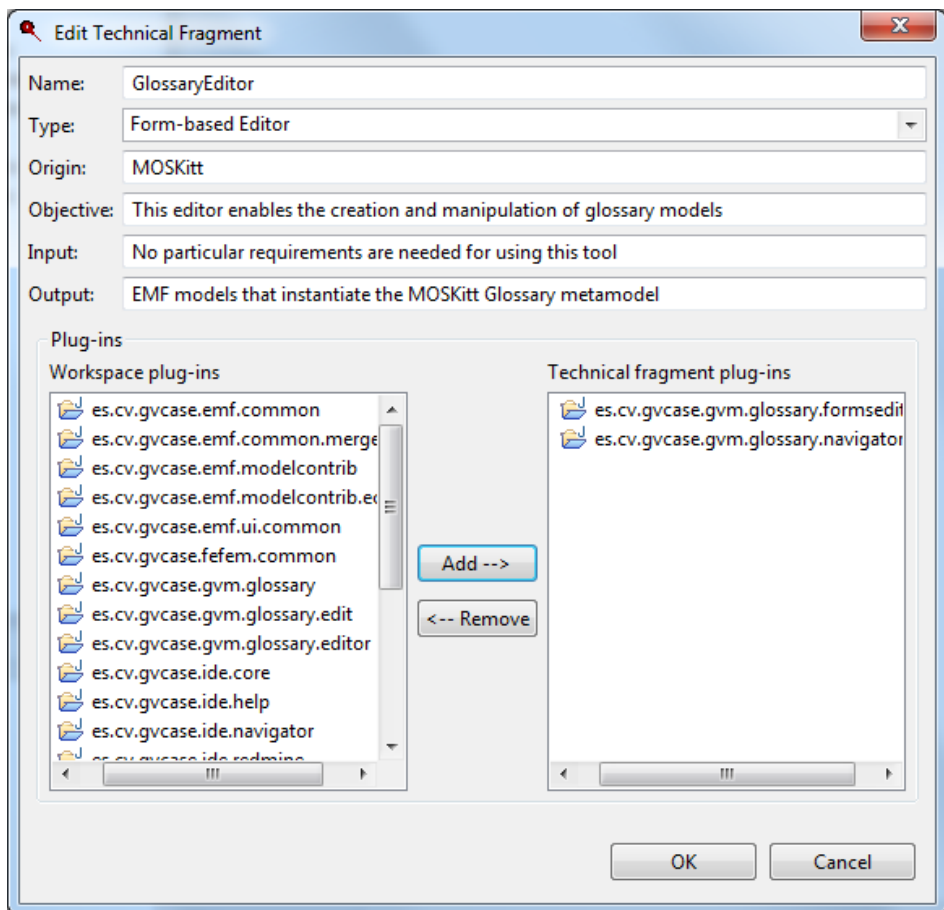 Edit Technical Fragment
Name: GlossaryEditor
Type: Form-based Editor
Origin: MOSKitt
Objective: This editor enables the creation and manipulation of glossary models
Input: No particular requirements are needed for using this tool
Output: EMF models that instantiate the MOSKitt Glossary metamodel
Plug-ins
Workspace plug-ins
es.cv.gvcase.emf.common
es.cv.gvcase.emf.common.merge
es.cv.gvcase.emf.modelcontrib
es.cv.gvcase.emf.modelcontrib.ec
es.cv.gvcase.emf.ui.common
es.cv.gvcase.fefem.common
es.cv.gvcase.gvm.glossary
es.cv.gvcase.gvm.glossary.edit
es.cv.gvcase.gvm.glossary.editor
es.cv.gvcase.ide.core
es.cv.gvcase.ide.help
es.cv.gvcase.ide.navigator
es.cv.gvcase.ide.redmine
Add -->
<-- Remove
Technical fragment plug-ins
es.cv.gvcase.gvm.glossary.formsedit
es.cv.gvcase.gvm.glossary.navigator
OK Cancel